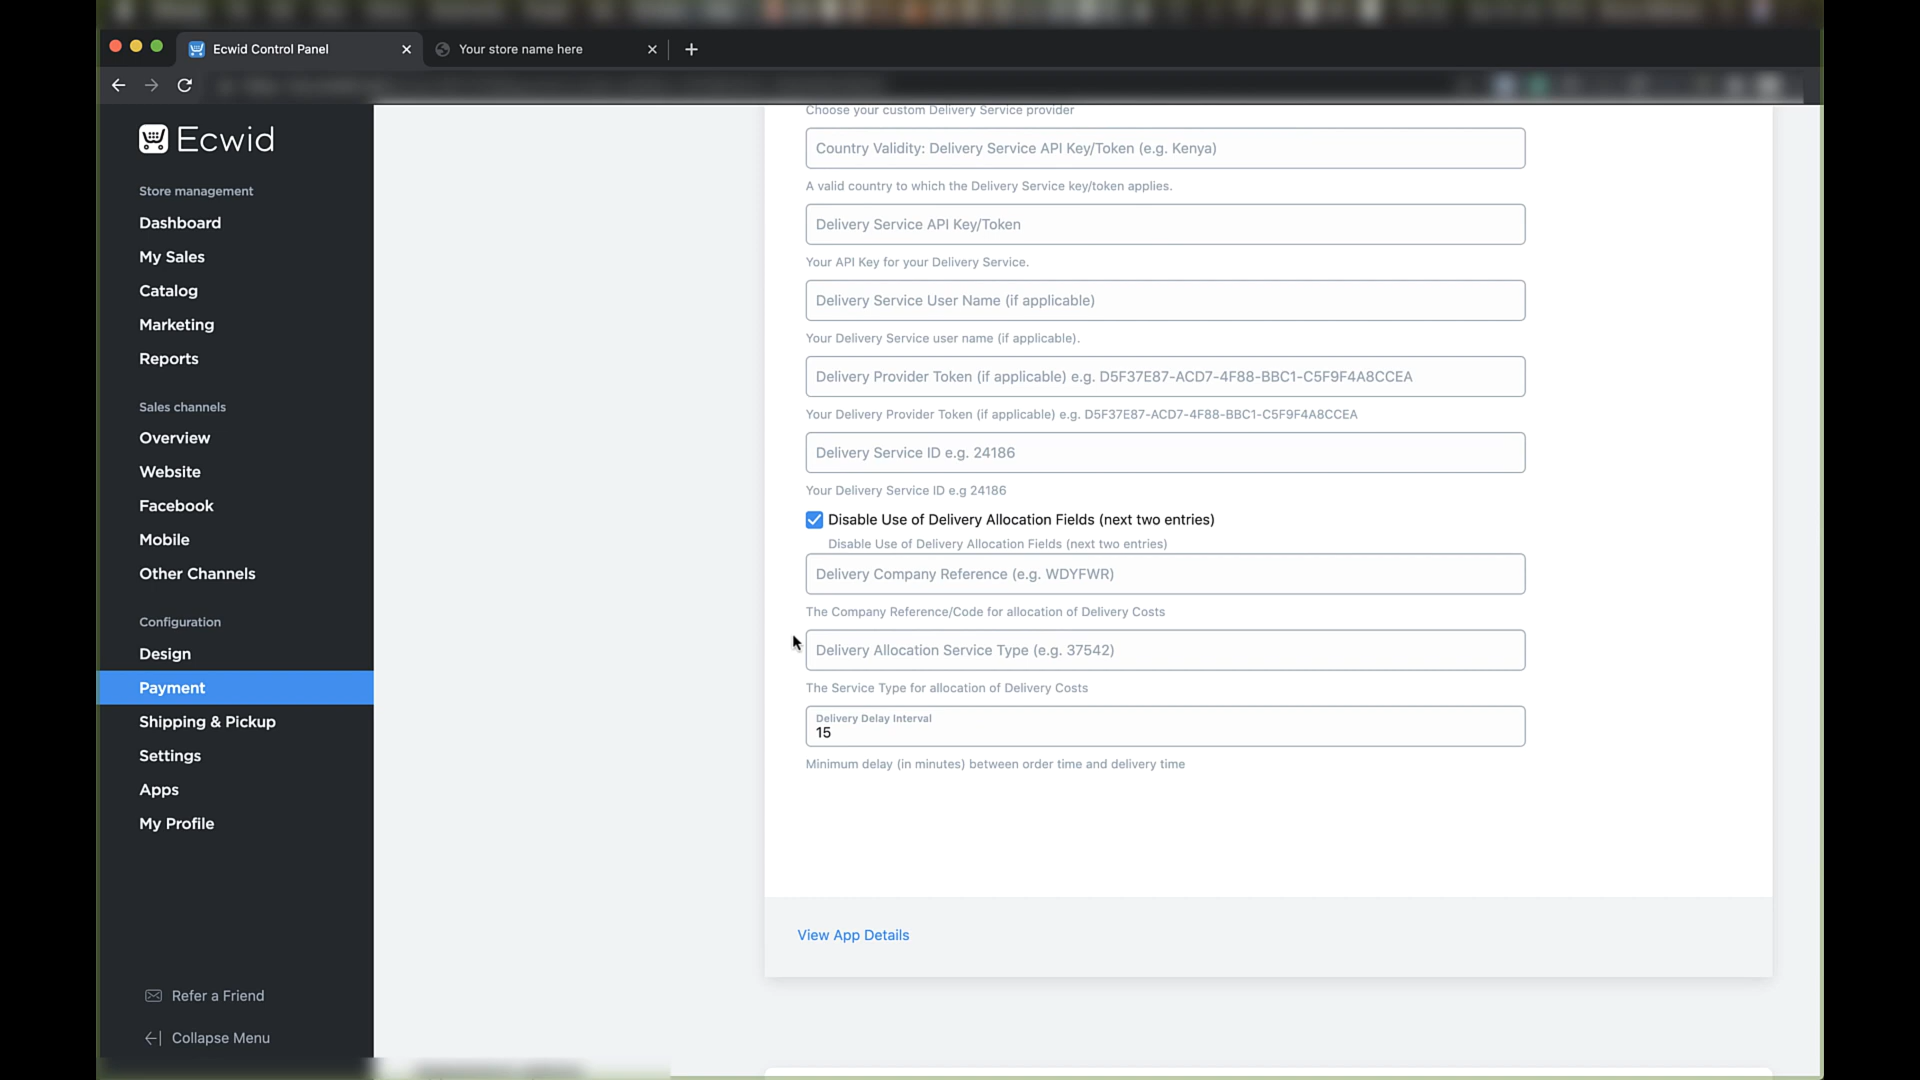 Ecwid Control Panel
Your store name here
Ecwid
Store management
Dashboard
My Sales
Catalog
Marketing
Reports
Sales channels
Overview
Website
Facebook
Mobile
Other Channels
Configuration
Design
Payment
Shipping & Pickup
Settings
Apps
My Profile
Refer a Friend
Collapse Menu
Choose your custom Delivery Service provider
Country Validity: Delivery Service API Key/Token (e.g. Kenya)
A valid country to which the Delivery Service key/token applies.
Delivery Service API Key/Token
Your API Key for your Delivery Service.
Delivery Service User Name (if applicable)
Your Delivery Service user name (if applicable).
Delivery Provider Token (if applicable) e.g. D5F37E87-ACD7-4F88-BBC1-C5F9F4A8CCEA
Your Delivery Provider Token (if applicable) e.g. D5F37E87-ACD7-4F88-BBC1-C5F9F4A8CCEA
Delivery Service ID e.g. 24186
Your Delivery Service ID e.g 24186
Disable Use of Delivery Allocation Fields (next two entries)
Disable Use of Delivery Allocation Fields (next two entries)
Delivery Company Reference (e.g. WDYFWR)
The Company Reference/Code for allocation of Delivery Costs
Delivery Allocation Service Type (e.g. 37542)
The Service Type for allocation of Delivery Costs
Delivery Delay Interval
15
Minimum delay (in minutes) between order time and delivery time
View App Details